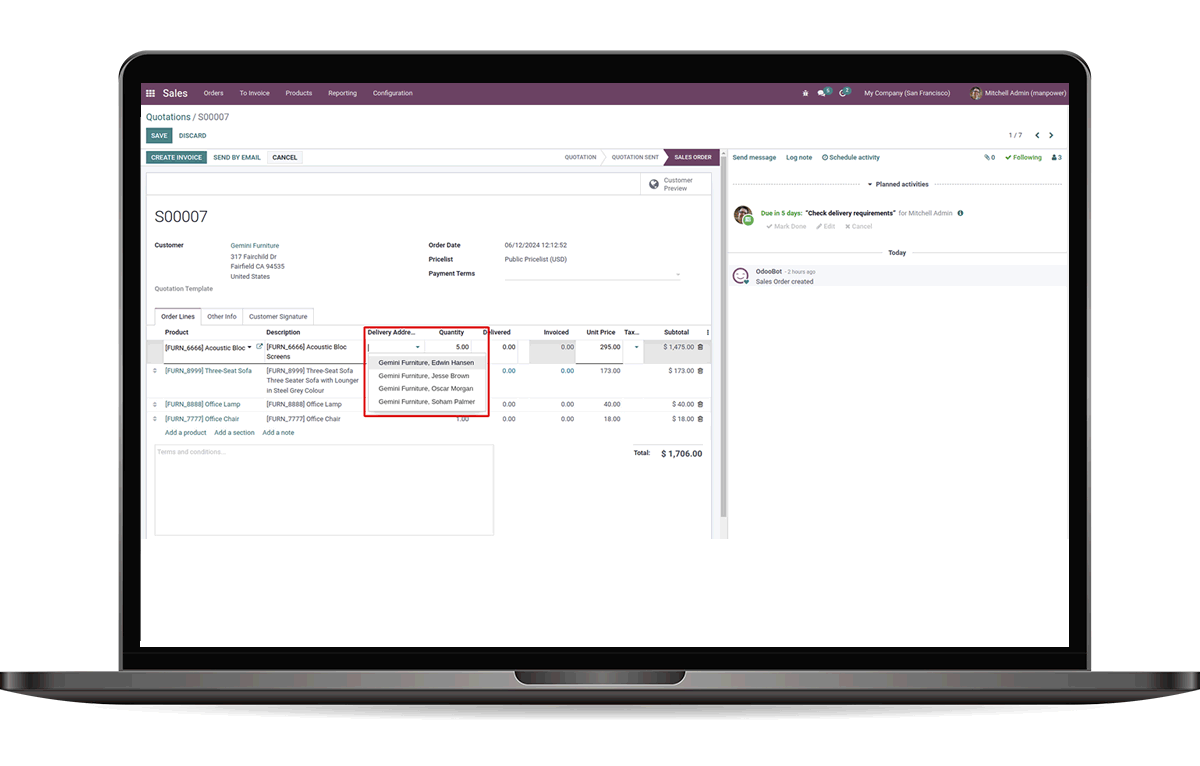 Sales Orders To Invoice Products Reporting Configuration 5 2 My Company (San Francisco) Mitchell Admin (manpower)
Quotations / S00007
SAVE DISCARD 1 / 7
CREATE INVOICE SEND BY EMAIL CANCEL QUOTATION QUOTATION SENT SALES ORDER Send message Log note Schedule activity 0 Following 3
Customer
Preview
Planned activities
S00007
Due in 5 days: "Check delivery requirements" for Mitchell Admin
Mark Done Edit Cancel
Customer Gemini Furniture Order Date 06/12/2024 12:12:52
317 Fairchild Dr Pricelist Public Pricelist (USD)
Fairfield CA 94535
United States Payment Terms
Today
OdooBot - 2 hours ago
Sales Order created
Quotation Template
Order Lines Other Info Customer Signature
Product Description Delivery Addre... Quantity Delivered Invoiced Unit Price Tax... Subtotal
[FURN_6666] Acoustic Bloc [FURN_6666] Acoustic Bloc 5.00 0.00 0.00 295.00 $ 1,475.00
Screens
Gemini Furniture, Edwin Hansen
[FURN_8999] Three-Seat Sofa [FURN_8999] Three-Seat Sofa 0.00 0.00 173.00 $ 173.00
Gemini Furniture, Jesse Brown
Three Seater Sofa with Lounger
in Steel Grey Colour
Gemini Furniture, Oscar Morgan
Gemini Furniture, Soham Palmer
[FURN_8888] Office Lamp [FURN_8888] Office Lamp 0.00 0.00 40.00 $ 40.00
[FURN_7777] Office Chair [FURN_7777] Office Chair 1.00 0.00 0.00 18.00 $ 18.00
Add a product Add a section Add a note
Terms and conditions...
Total: $ 1,706.00